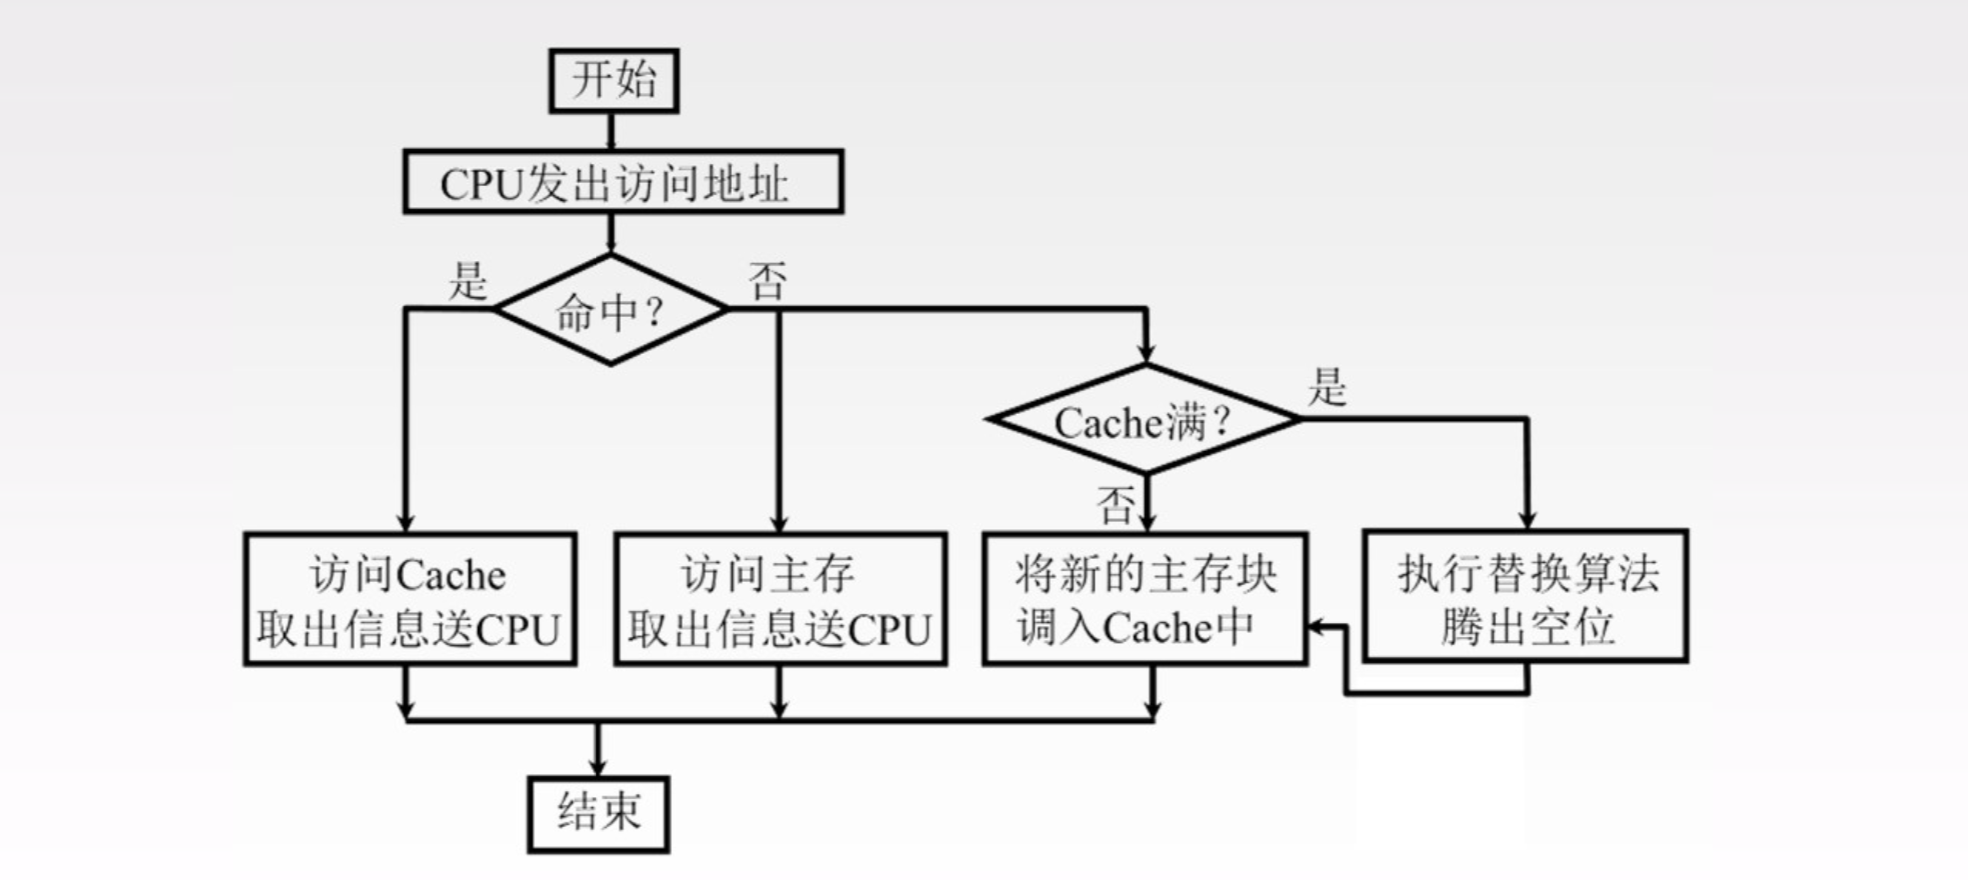 开始
CPU发出访问地址
是
否
命中？
是
Cache满？
否
访问Cache
取出信息送CPU
访问主存
取出信息送CPU
将新的主存块
调入Cache中
执行替换算法
腾出空位
结束